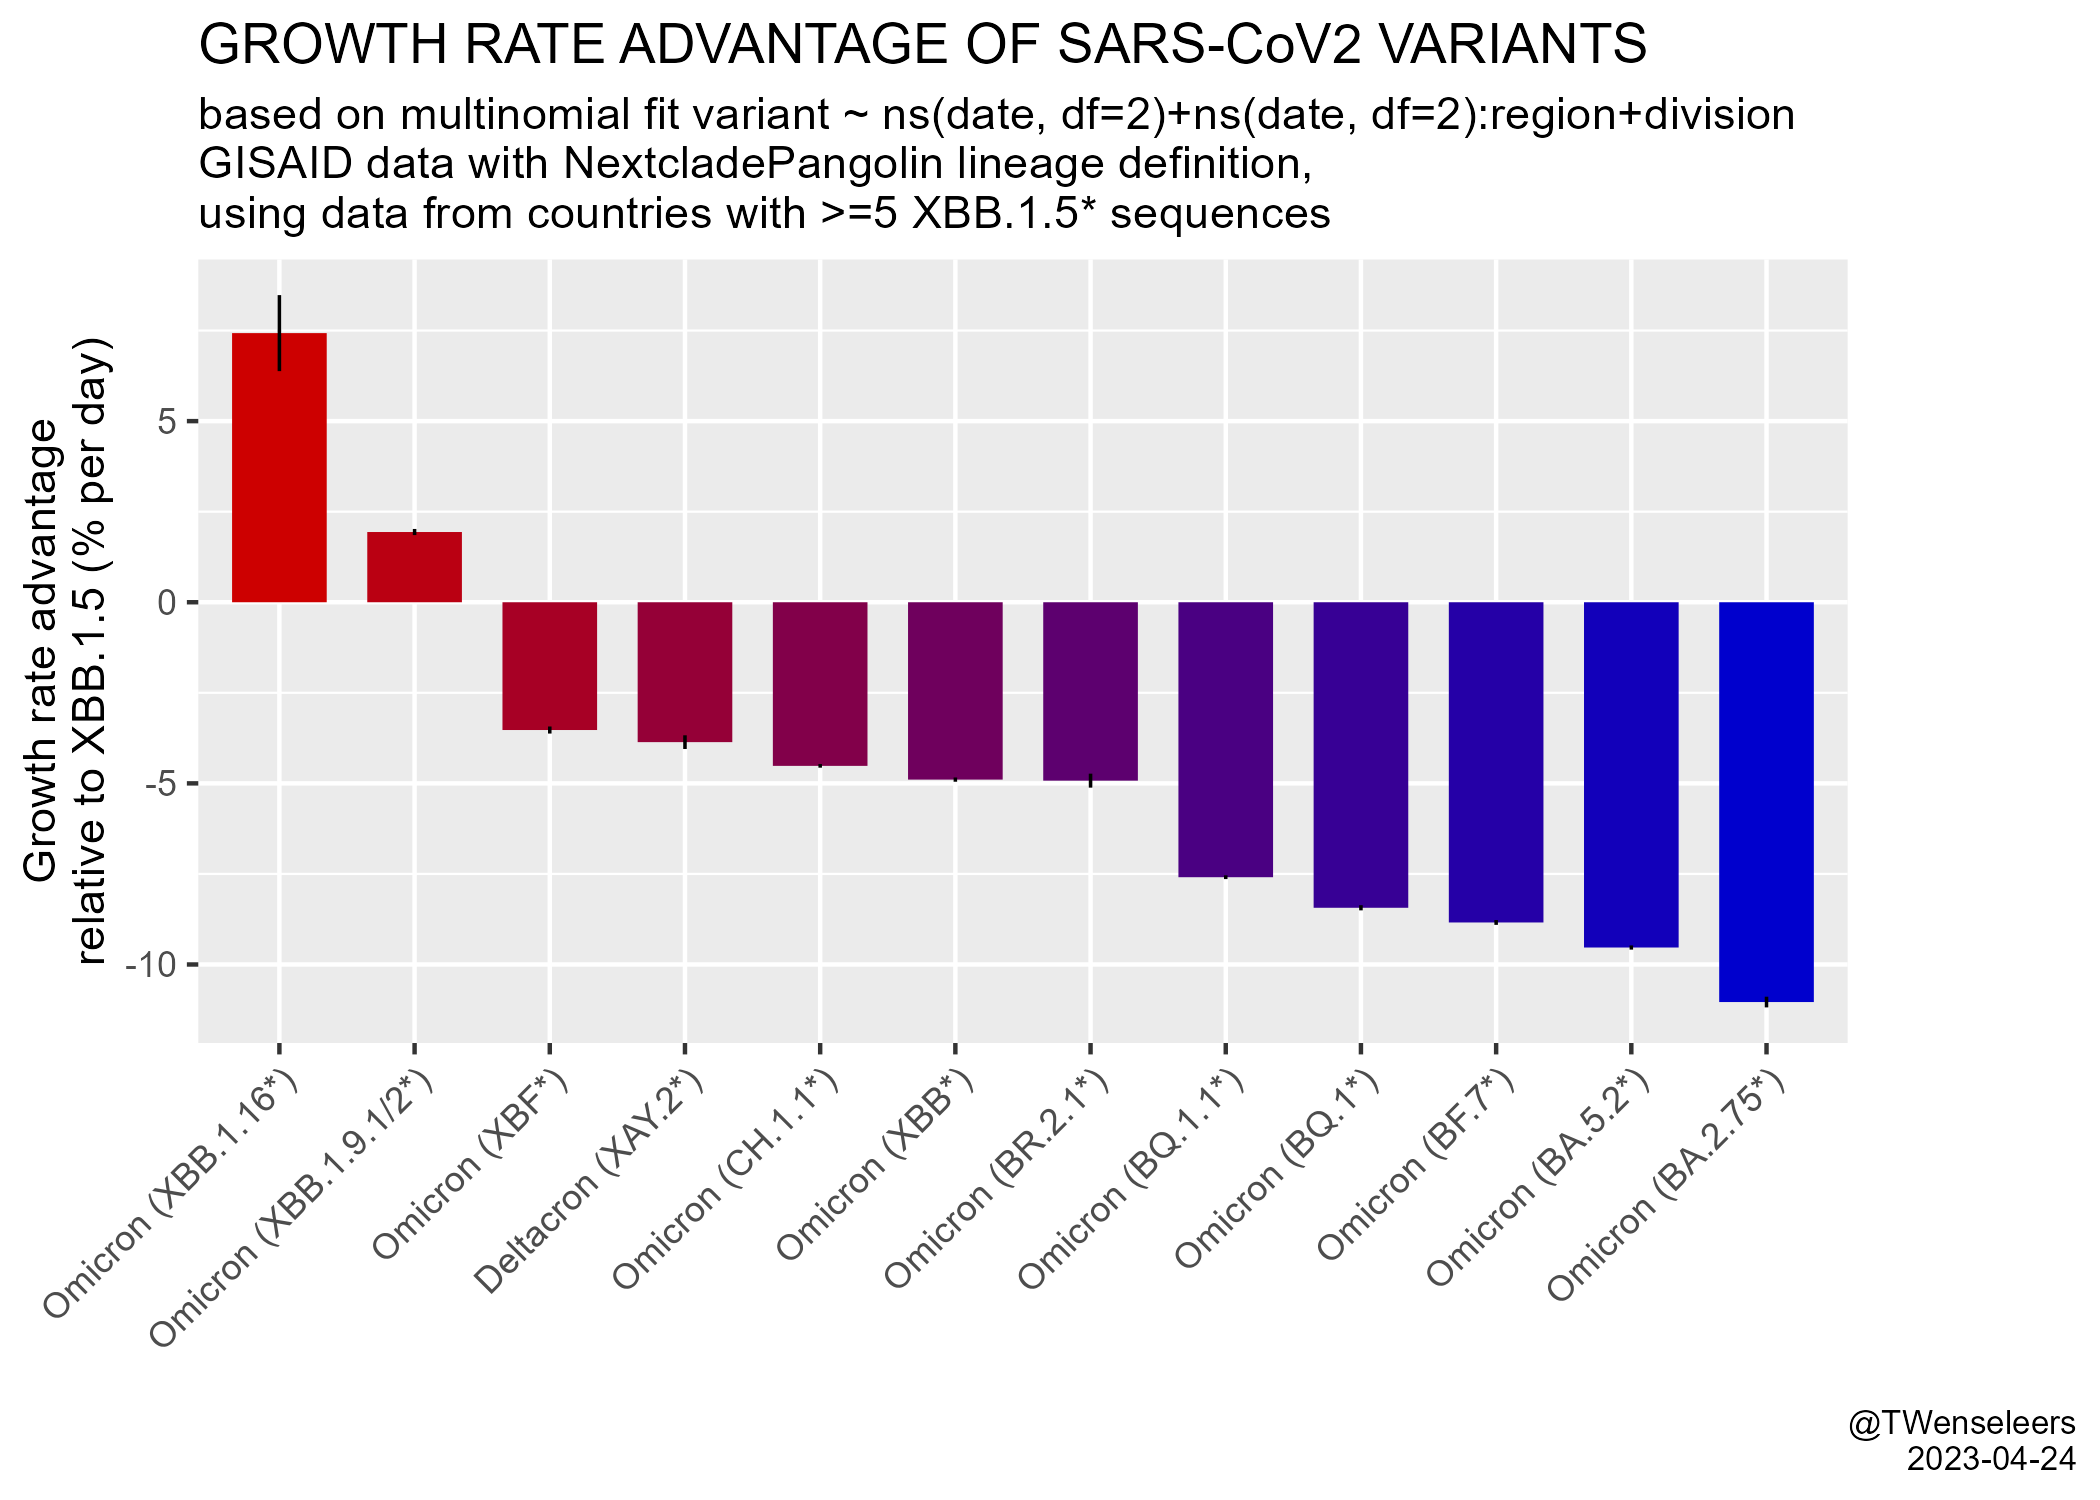 GROWTH RATE ADVANTAGE OF SARS-CoV2 VARIANTS
based on multinomial fit variant ~ ns(date, df=2)+ns(date, df=2):region+division
GISAID data with NextcladePangolin lineage definition,
using data from countries with >=5 XBB.1.5* sequences
Growth rate advantage
relative to XBB.1.5 (% per day)
5
0
-5
-10
Omicron (XBB.1.16*)
Omicron (XBB.1.9.1/2*)
Omicron (XBF*)
Deltacron (XAY.2*)
Omicron (CH.1.1*)
Omicron (XBB*)
Omicron (BR.2.1*)
Omicron (BQ.1.1*)
Omicron (BQ.1*)
Omicron (BF.7*)
Omicron (BA.5.2*)
Omicron (BA.2.75*)
@TWenseleers
2023-04-24